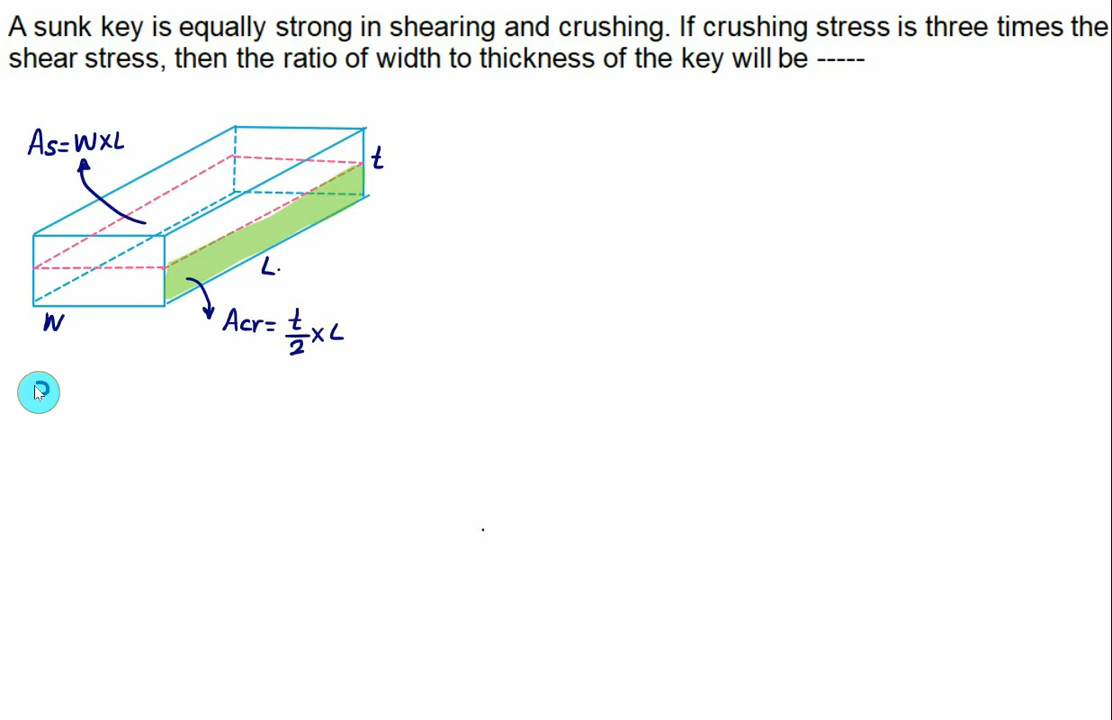 A sunk key is equally strong in shearing and crushing. If crushing stress is three times the
shear stress, then the ratio of width to thickness of the key will be -----
As=WxL
t
L.
W
Acr= t/2 x L